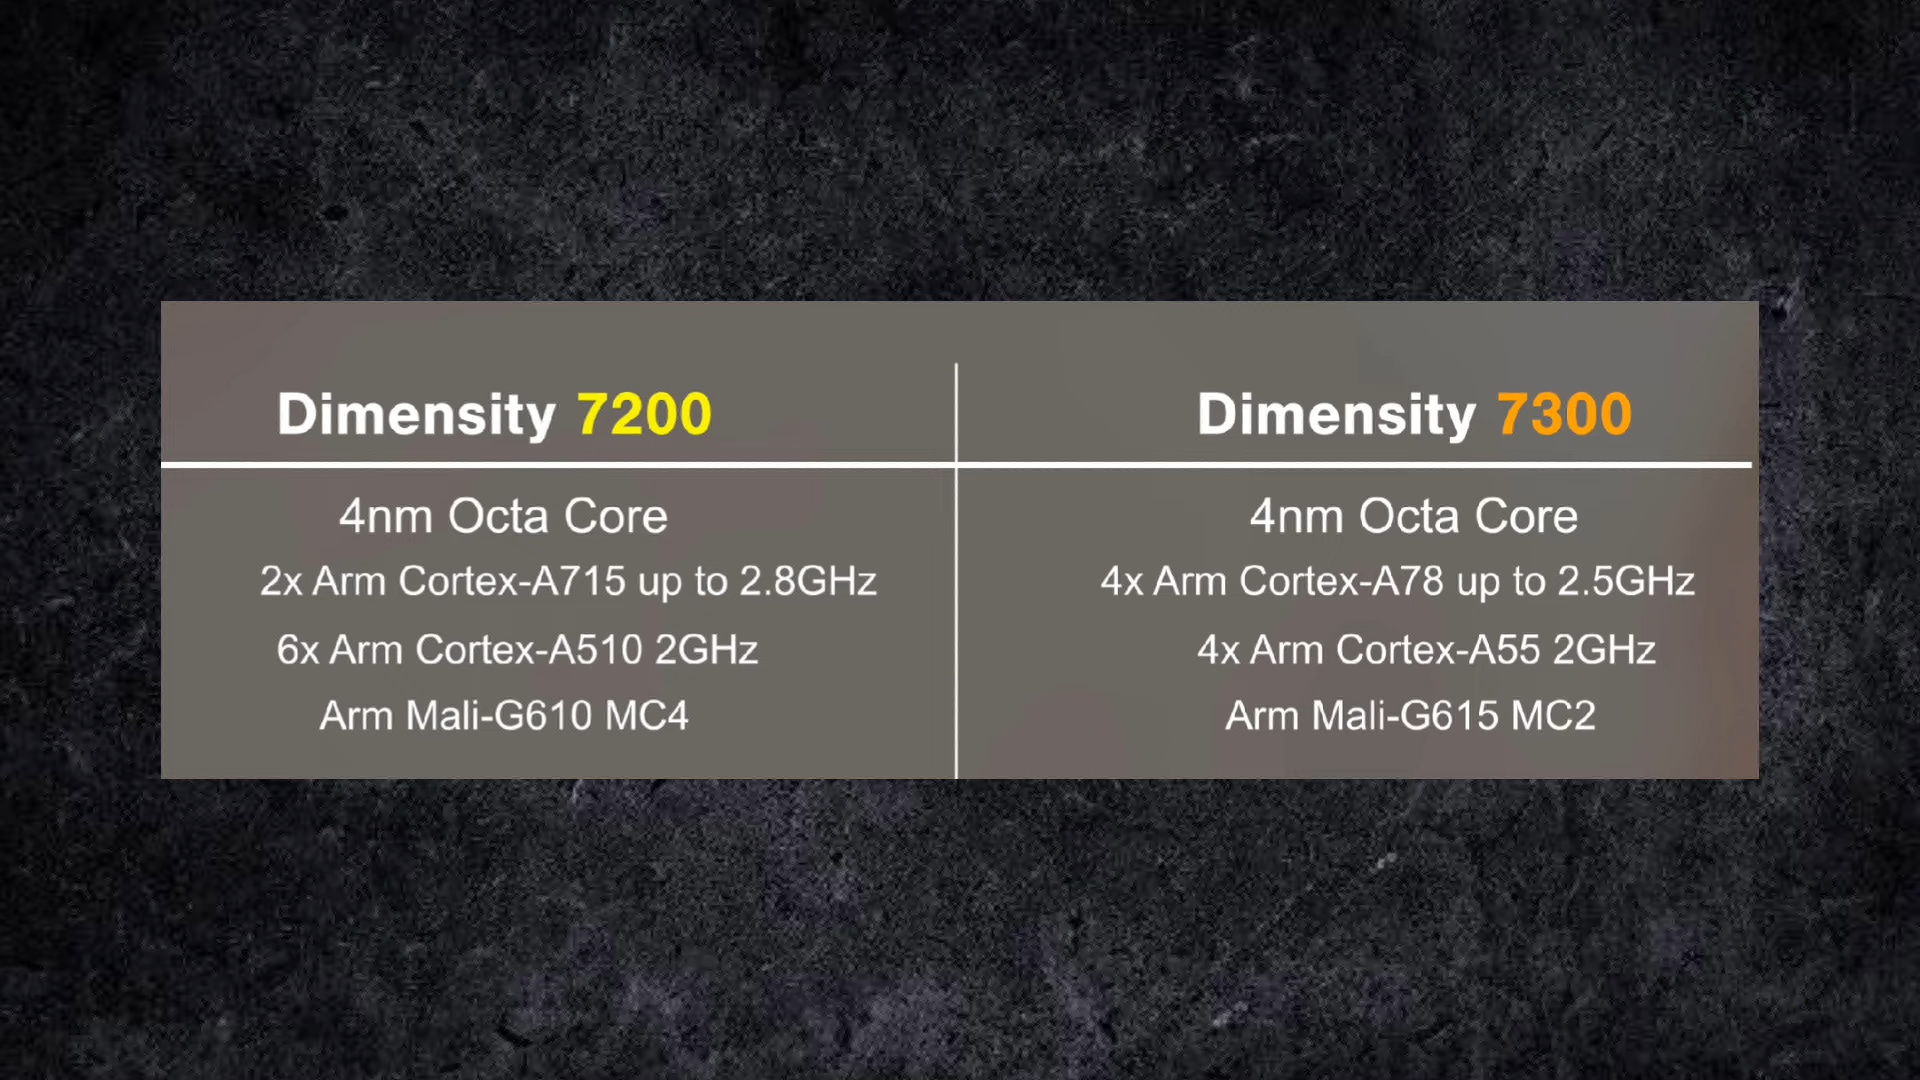 Dimensity 7200
4nm Octa Core
2x Arm Cortex-A715 up to 2.8GHz
6x Arm Cortex-A510 2GHz
Arm Mali-G610 MC4
Dimensity 7300
4nm Octa Core
4x Arm Cortex-A78 up to 2.5GHz
4x Arm Cortex-A55 2GHz
Arm Mali-G615 MC2